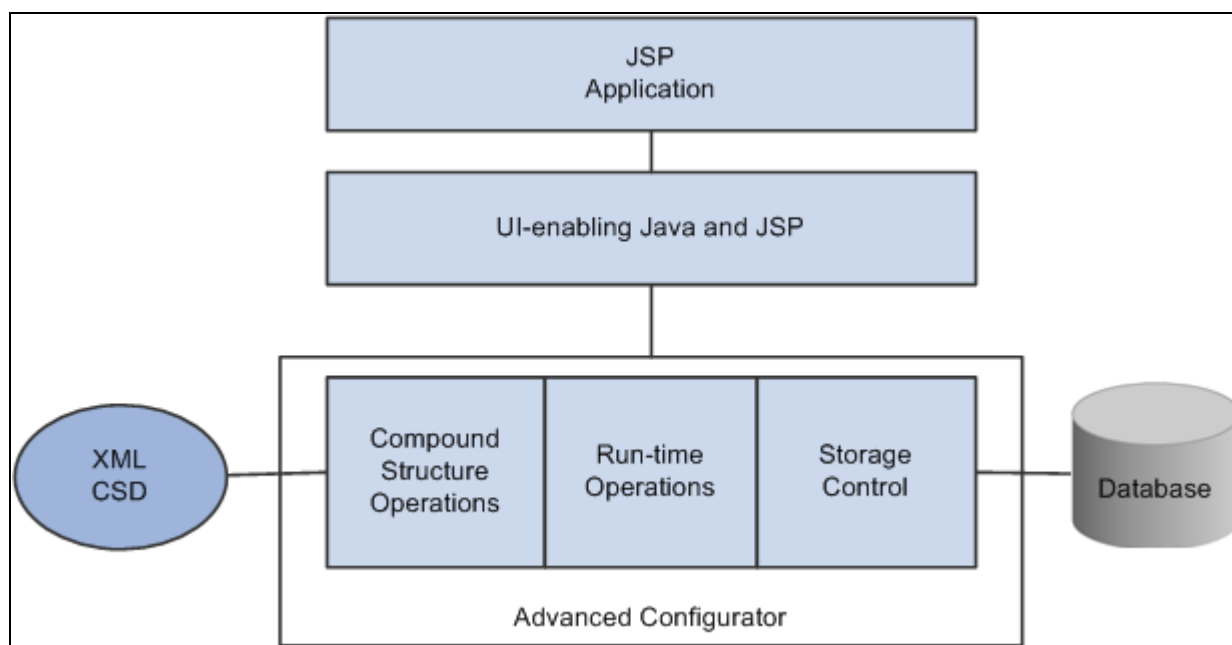 JSP
Application
UI-enabling Java and JSP
XML
CSD
Compound
Structure
Operations
Run-time
Operations
Storage
Control
Database
Advanced Configurator